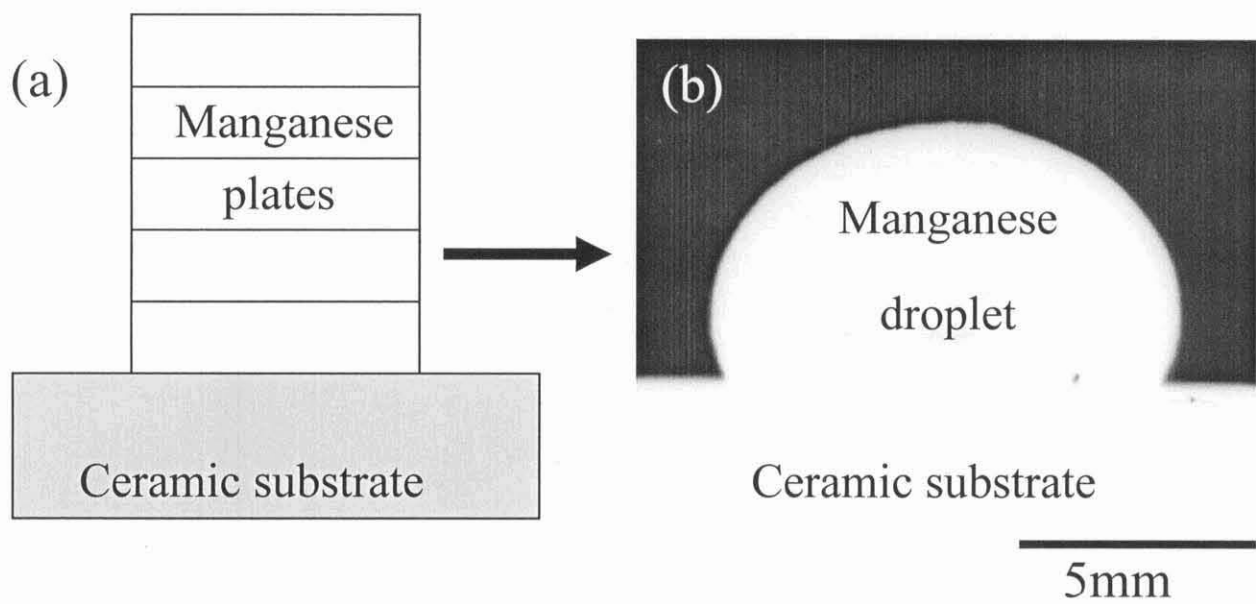 (a)
Manganese
plates
Ceramic substrate
(b)
Manganese
droplet
Ceramic substrate
5mm